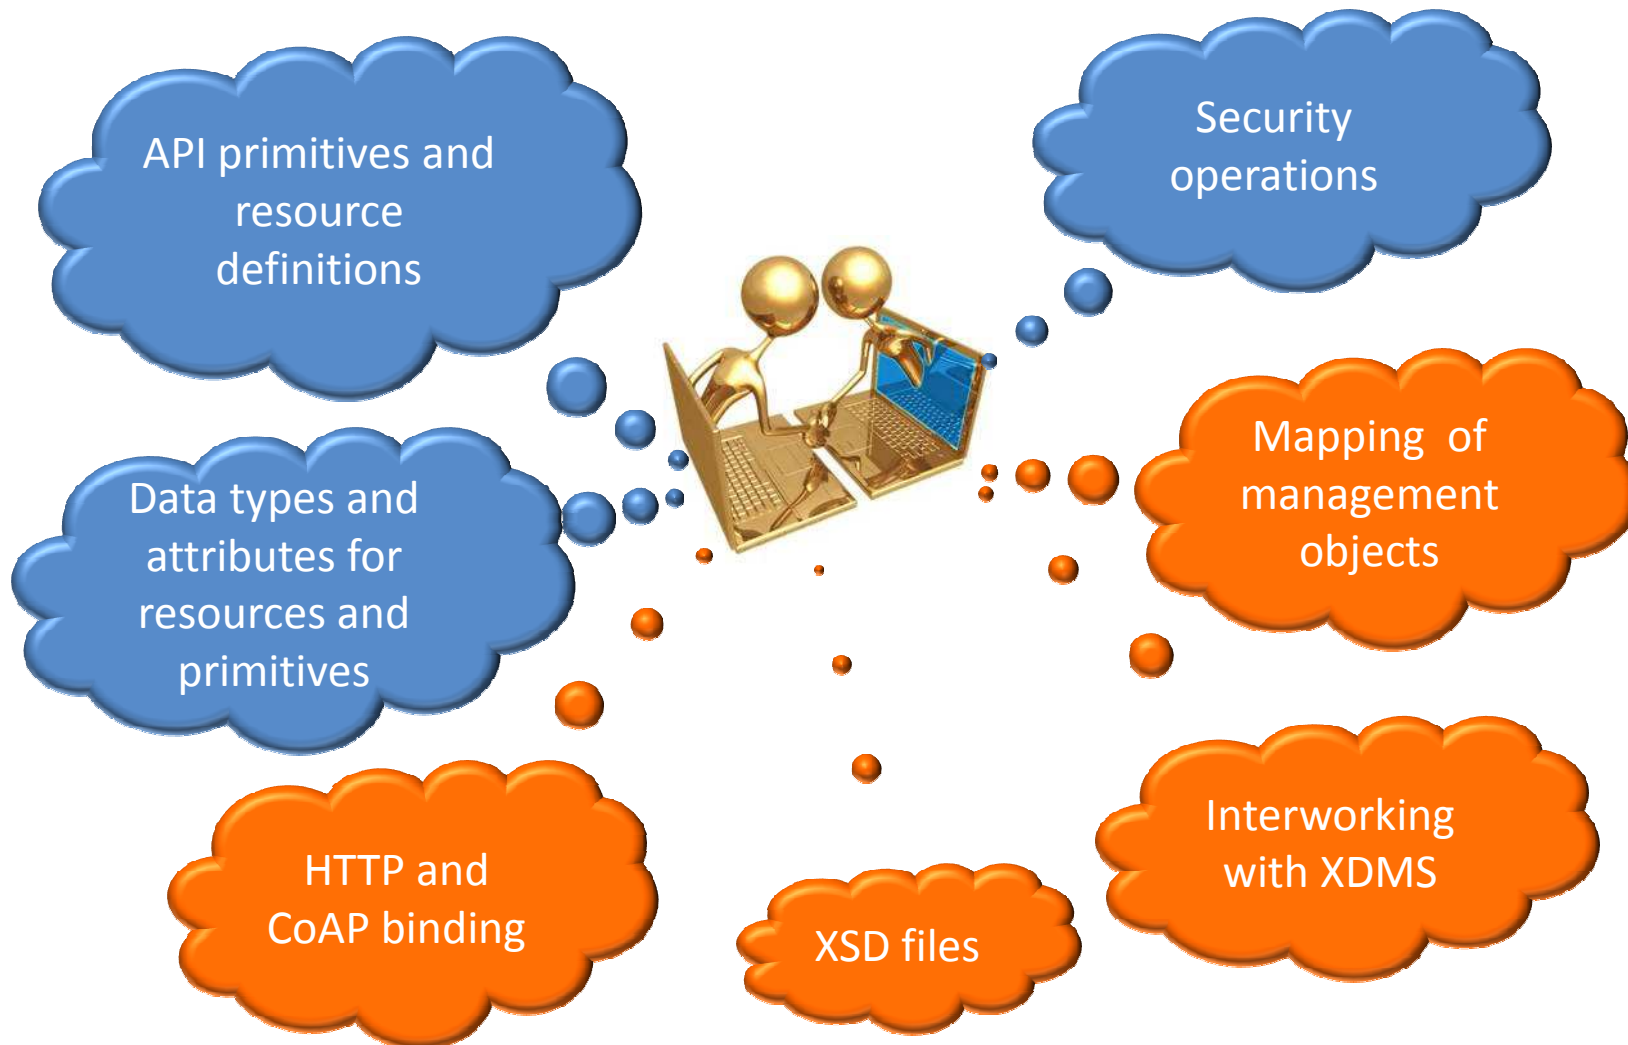 API primitives and
resource
definitions
Security
operations
Data types and
attributes for
resources and
primitives
Mapping of
management
objects
HTTP and
CoAP binding
XSD files
Interworking
with XDMS